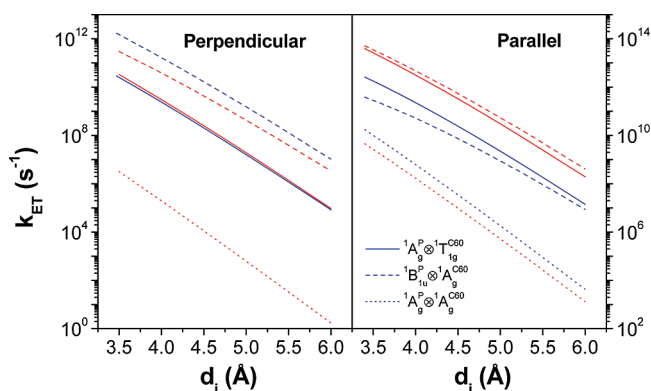 Perpendicular
Parallel
10^12
10^8
10^4
10^0
k_ET (s^-1)
10^14
10^10
10^6
10^2
^1A_g^P⊗^1T_1g^C60
^1B_1u^P⊗^1A_g^C60
^1A_g^P⊗^1A_g^C60
3.5 4.0 4.5 5.0 5.5 6.0
3.5 4.0 4.5 5.0 5.5 6.0
d_i (Å)
d_i (Å)